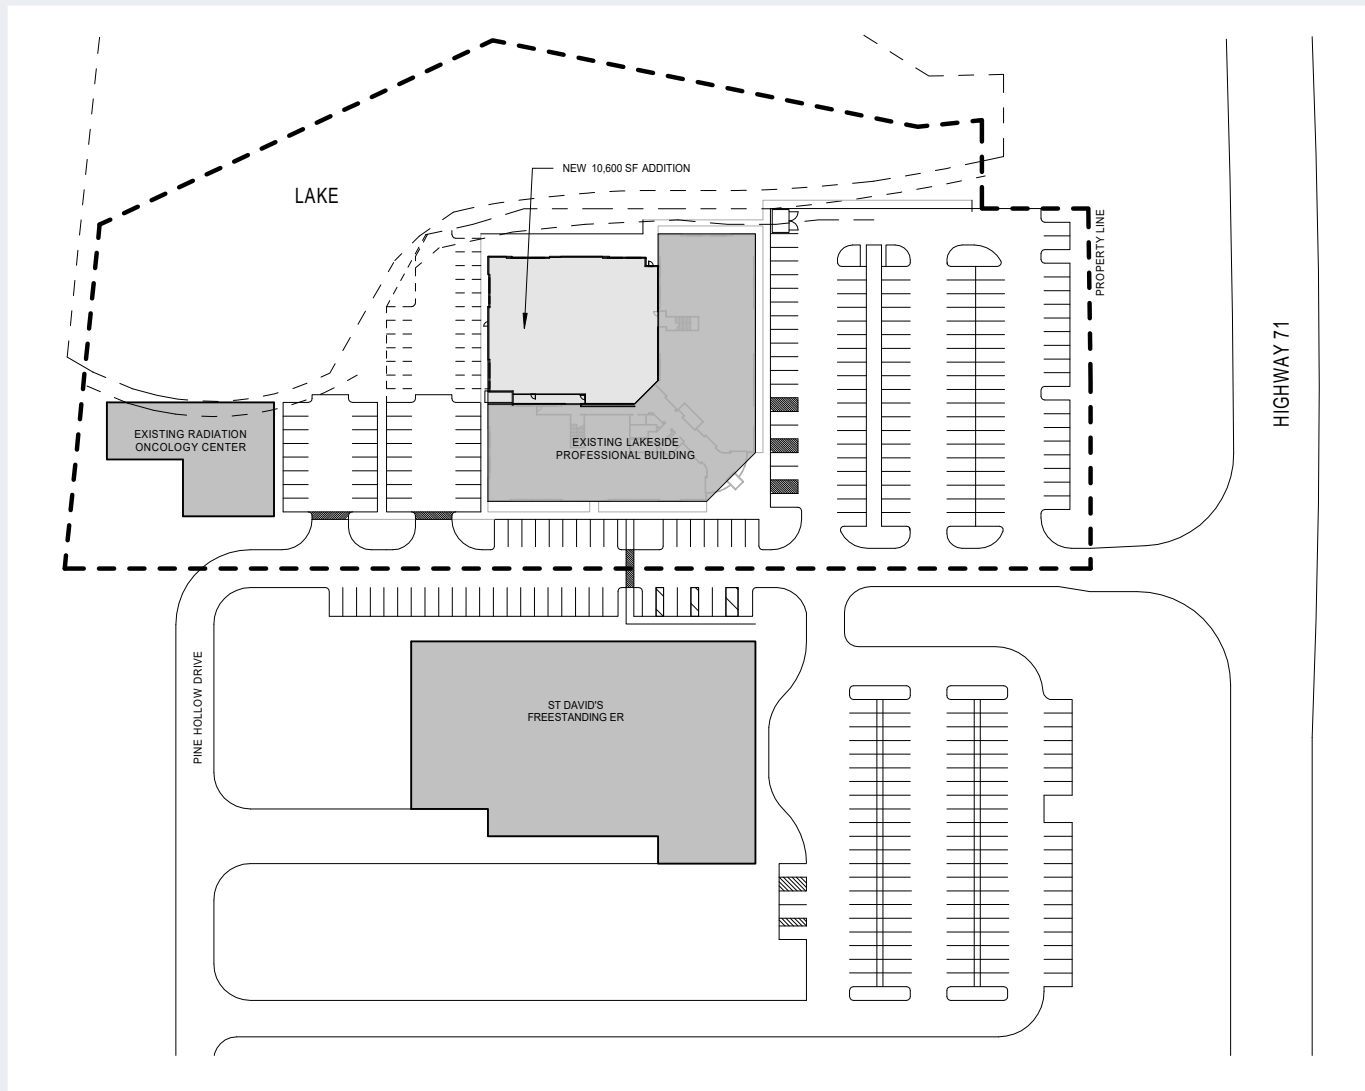 NEW 10,600 SF ADDITION
LAKE
PROPERTY LINE
HIGHWAY 71
EXISTING RADIATION
ONCOLOGY CENTER
EXISTING LAKESIDE
PROFESSIONAL BUILDING
PINE HOLLOW DRIVE
ST DAVID'S
FREESTANDING ER